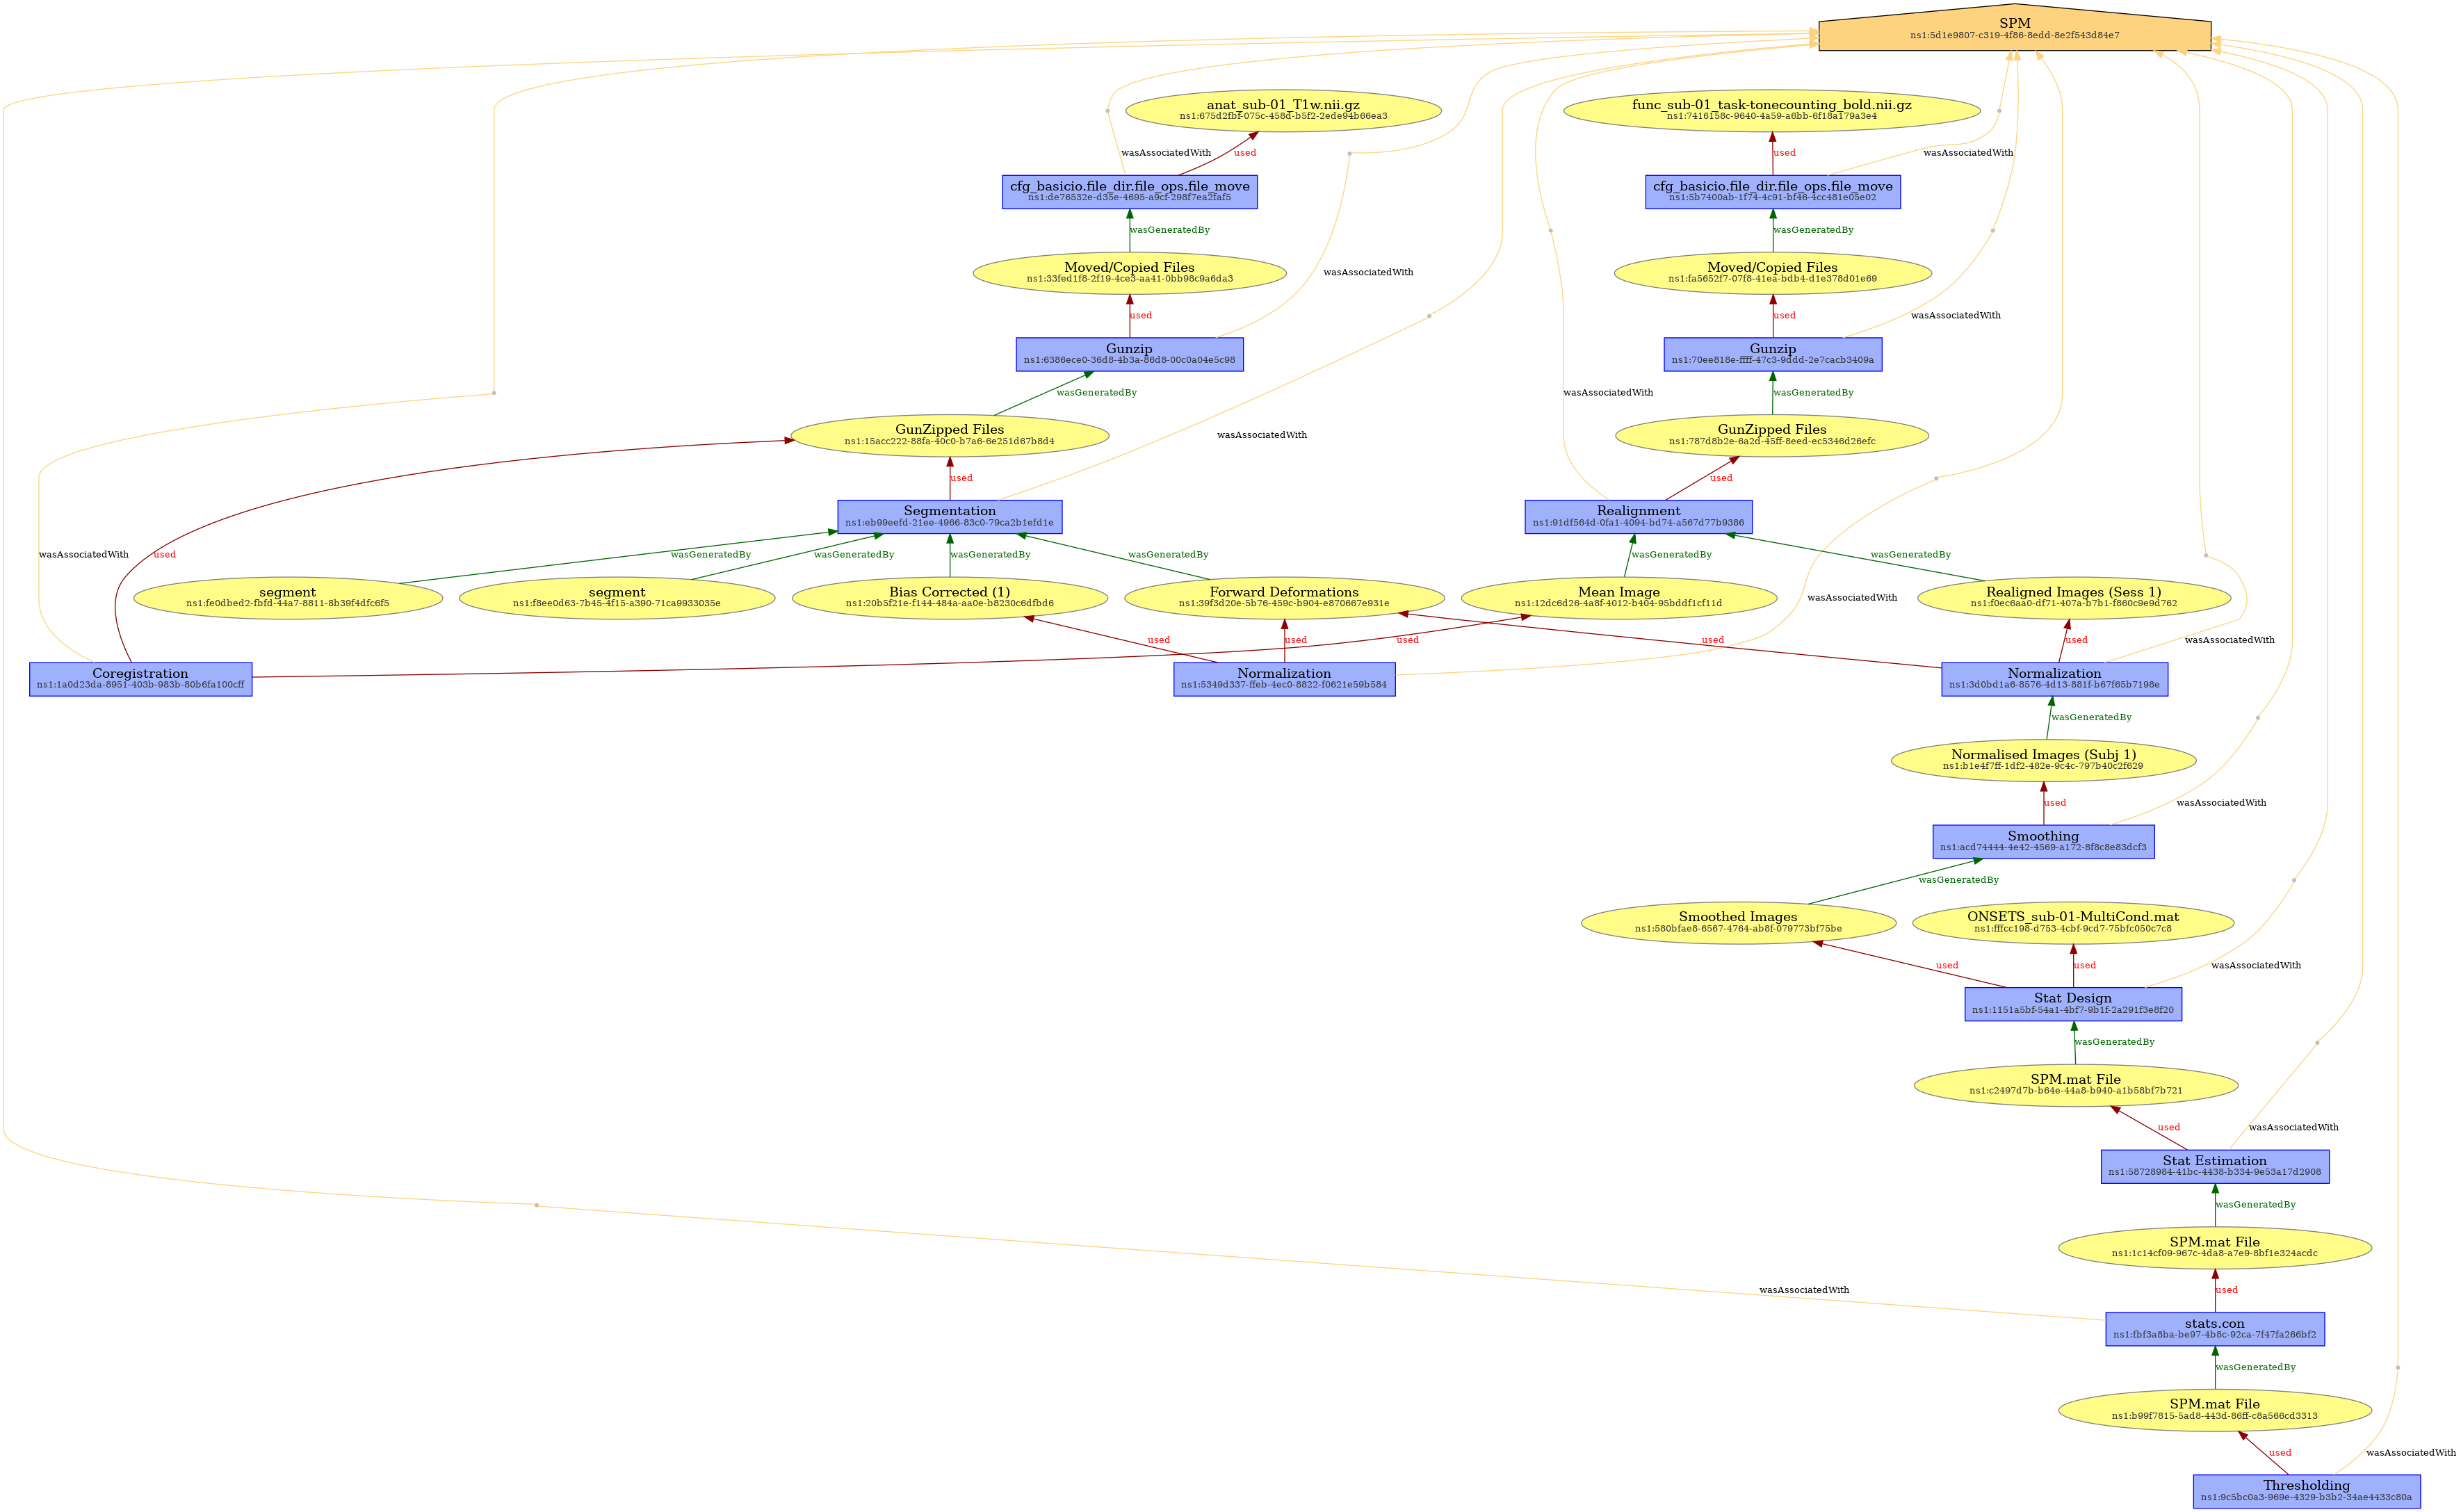 SPM
ns1:5d1e9807-c319-4f86-8edd-8e2f543d84e7
anat_sub-01_T1w.nii.gz
ns1:675d2fbf-075c-458d-b5f2-2ede94b66ea3
func_sub-01_task-tonecounting_bold.nii.gz
ns1:7416158c-9640-4a59-a6bb-6f18a179a3e4
wasAssociatedWith
used
used
wasAssociatedWith
cfg_basicio.file_dir.file_ops.file_move
ns1:de76532e-d35e-4695-a9cf-298f7ea2faf5
cfg_basicio.file_dir.file_ops.file_move
ns1:5b7400ab-1f74-4c91-bf46-4cc481e05e02
wasGeneratedBy
wasGeneratedBy
Moved/Copied Files
ns1:33fed1f8-2f19-4ce3-aa41-0bb98c9a6da3
wasAssociatedWith
Moved/Copied Files
ns1:fa5652f7-07f8-41ea-bdb4-d1e378d01e69
used
used
wasAssociatedWith
Gunzip
ns1:6386ece0-36d8-4b3a-86d8-00c0a04e5c98
Gunzip
ns1:70ee818e-ffff-47c3-9ddd-2e7cacb3409a
wasGeneratedBy
wasAssociatedWith
wasGeneratedBy
GunZipped Files
ns1:15acc222-88fa-40c0-b7a6-6e251d67b8d4
wasAssociatedWith
GunZipped Files
ns1:787d8b2e-6a2d-45ff-8eed-ec5346d26efc
used
used
Segmentation
ns1:eb99eefd-21ee-4966-83c0-79ca2b1efd1e
Realignment
ns1:91df564d-0fa1-4094-bd74-a567d77b9386
wasAssociatedWith
used
wasGeneratedBy
wasGeneratedBy
wasGeneratedBy
wasGeneratedBy
wasGeneratedBy
wasGeneratedBy
segment
ns1:fe0dbed2-fbfd-44a7-8811-8b39f4dfc6f5
segment
ns1:f8ee0d63-7b45-4f15-a390-71ca9933035e
Bias Corrected (1)
ns1:20b5f21e-f144-484a-aa0e-b8230c6dfbd6
Forward Deformations
ns1:39f3d20e-5b76-459c-b904-e870667e931e
Mean Image
ns1:12dc6d26-4a8f-4012-b404-95bddf1cf11d
wasAssociatedWith
Realigned Images (Sess 1)
ns1:f0ec6aa0-df71-407a-b7b1-f860c9e9d762
used
used
used
used
used
wasAssociatedWith
Coregistration
ns1:1a0d23da-8951-403b-983b-80b6fa100cff
Normalization
ns1:5349d337-ffeb-4ec0-8822-f0621e59b584
Normalization
ns1:3d0bd1a6-8576-4d13-881f-b67f65b7198e
wasGeneratedBy
Normalised Images (Subj 1)
ns1:b1e4f7ff-1df2-482e-9c4c-797b40c2f629
used
wasAssociatedWith
Smoothing
ns1:acd74444-4e42-4569-a172-8f8c8e83dcf3
wasGeneratedBy
Smoothed Images
ns1:580bfae8-6567-4764-ab8f-079773bf75be
ONSETS_sub-01-MultiCond.mat
ns1:fffcc198-d753-4cbf-9cd7-75bfc050c7c8
used
used
wasAssociatedWith
Stat Design
ns1:1151a5bf-54a1-4bf7-9b1f-2a291f3e8f20
wasGeneratedBy
SPM.mat File
ns1:c2497d7b-b64e-44a8-b940-a1b58bf7b721
used
wasAssociatedWith
Stat Estimation
ns1:58728984-41bc-4438-b334-9e53a17d2908
wasGeneratedBy
SPM.mat File
ns1:1c14cf09-967c-4da8-a7e9-8bf1e324acdc
wasAssociatedWith
used
stats.con
ns1:fbf3a8ba-be97-4b8c-92ca-7f47fa266bf2
wasGeneratedBy
SPM.mat File
ns1:b99f7815-5ad8-443d-86ff-c8a566cd3313
used
wasAssociatedWith
Thresholding
ns1:9c5bc0a3-969e-4329-b3b2-34ae4433c80a